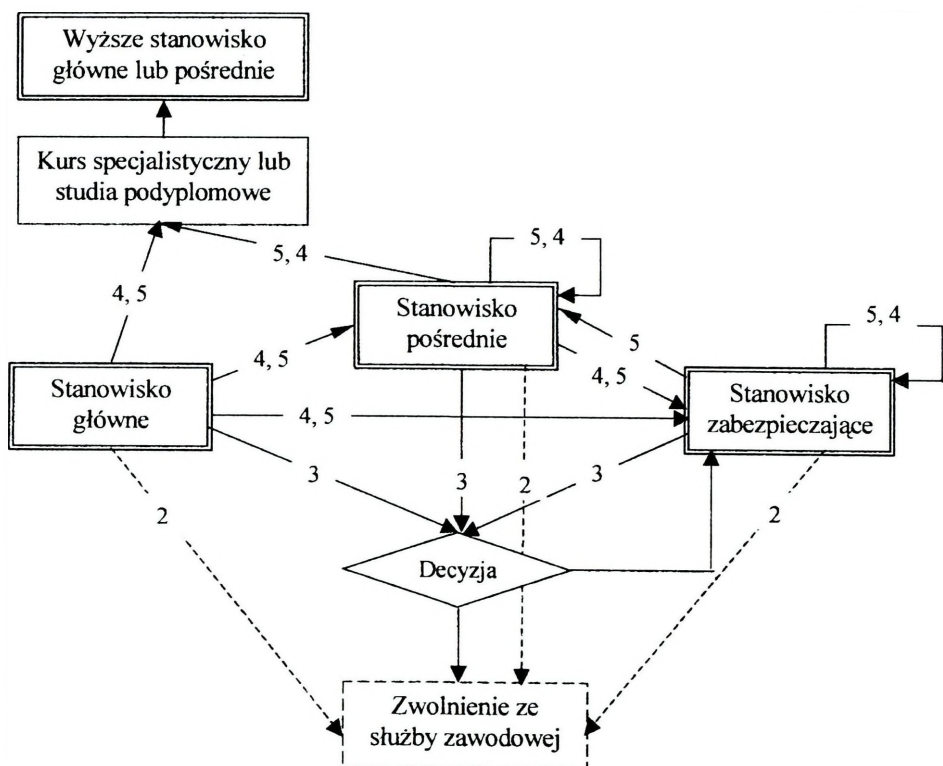 Wyższe stanowisko
główne lub pośrednie
Kurs specjalistyczny lub
studia podyplomowe
5, 4
5, 4
4, 5
Stanowisko
pośrednie
5, 4
4, 5
5
4, 5
Stanowisko
główne
Stanowisko
zabezpieczające
4, 5
3
3
2
3
2
2
Decyzja
Zwolnienie ze
służby zawodowej